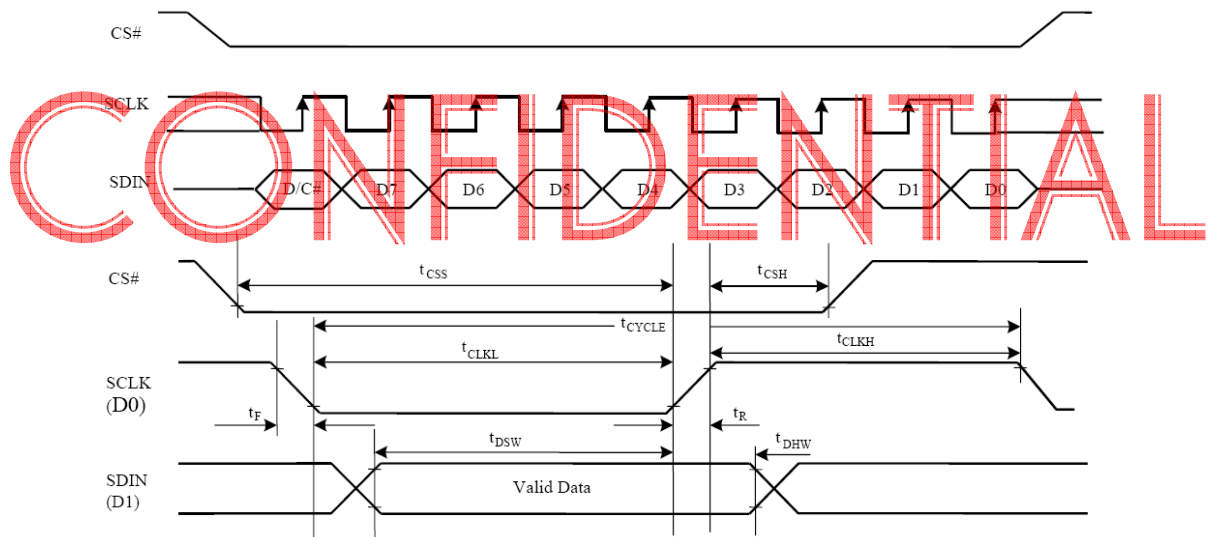 CS#
SCLK
CONFIDENTIAL
SDIN D/C# D7 D6 D5 D4 D3 D2 D1 D0
CS# tCSS tCSH
tCYCLE
tCLKL tCLKH
SCLK
(D0)
tF tR
tDSW tDHW
SDIN
(D1)
Valid Data